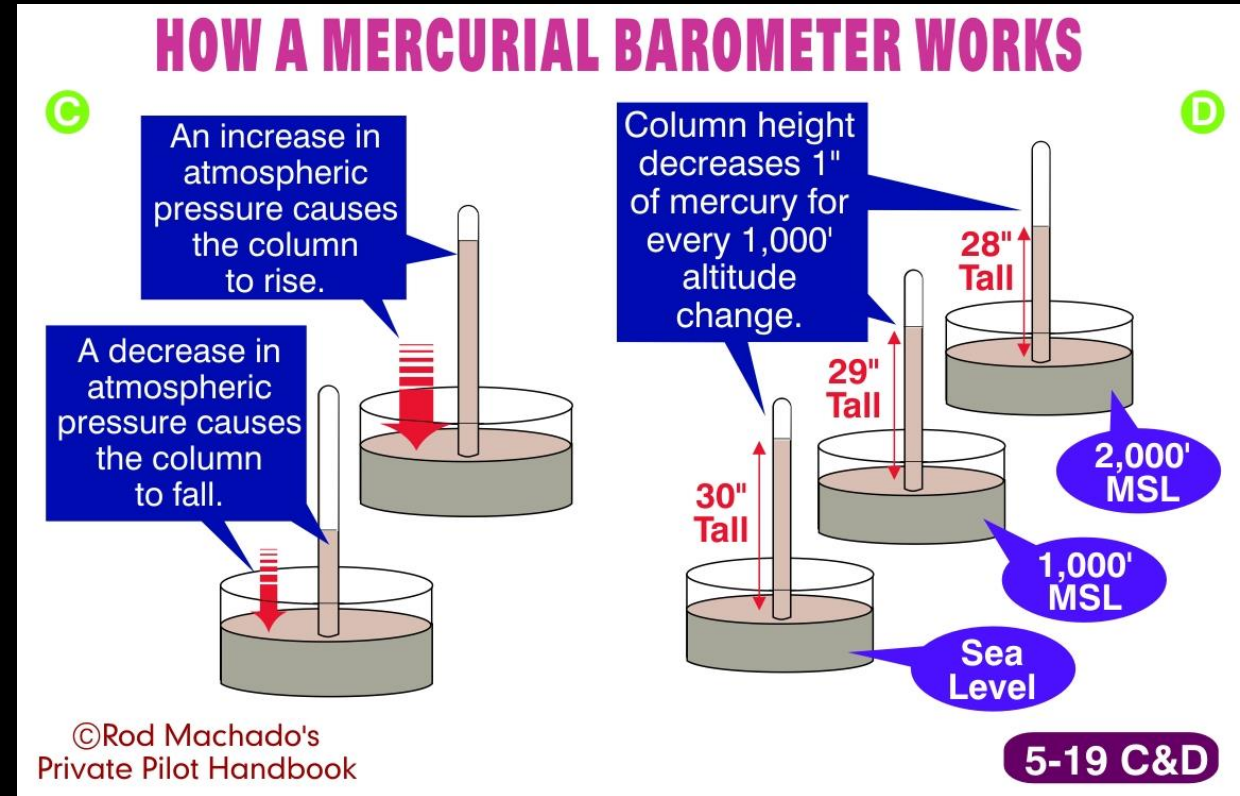 HOW A MERCURIAL BAROMETER WORKS
C
An increase in
atmospheric
pressure causes
the column
to rise.
A decrease in
atmospheric
pressure causes
the column
to fall.
D
Column height
decreases 1"
of mercury for
every 1,000'
altitude
change.
28"
Tall
29"
Tall
30"
Tall
2,000'
MSL
1,000'
MSL
Sea
Level
©Rod Machado's
Private Pilot Handbook
5-19 C&D